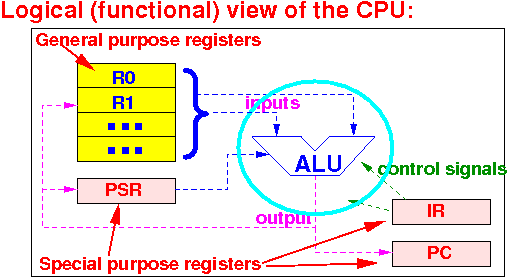 Logical (functional) view of the CPU:
General purpose registers
R0
R1
inputs
ALU
control signals
PSR
output
IR
PC
Special purpose registers